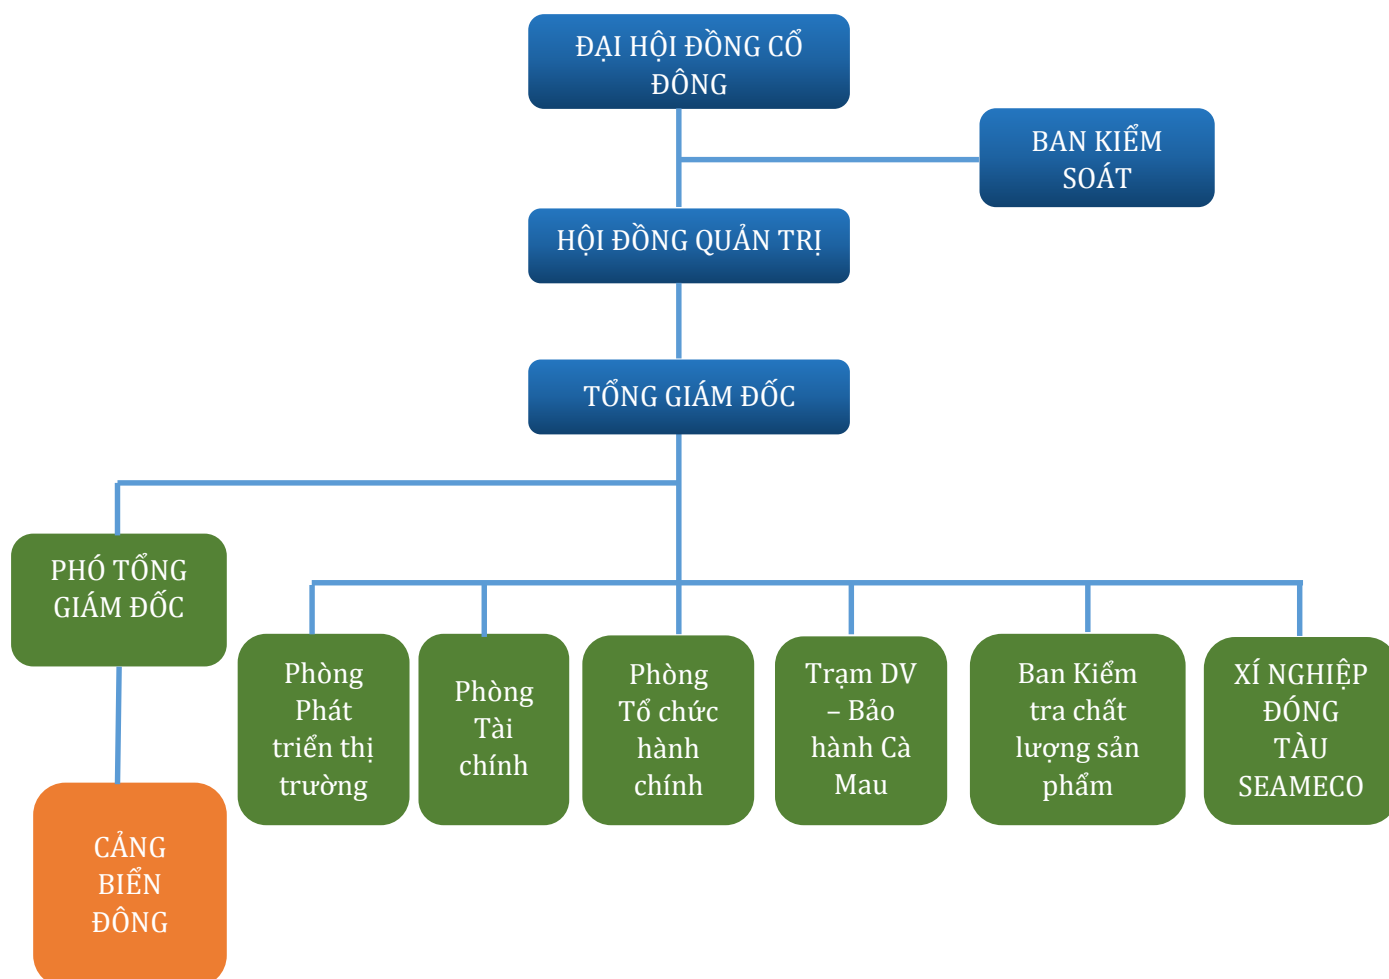 ĐẠI HỘI ĐỒNG CỔ
ĐÔNG
BAN KIỂM
SOÁT
HỘI ĐỒNG QUẢN TRỊ
TỔNG GIÁM ĐỐC
PHÓ TỔNG
GIÁM ĐỐC
Phòng
Phát
triển thị
trường
Phòng
Tài
chính
Phòng
Tổ chức
hành
chính
Trạm DV
– Bảo
hành Cà
Mau
Ban Kiểm
tra chất
lượng sản
phẩm
XÍ NGHIỆP
ĐÓNG
TÀU
SEAMECO
CẢNG
BIỂN
ĐÔNG